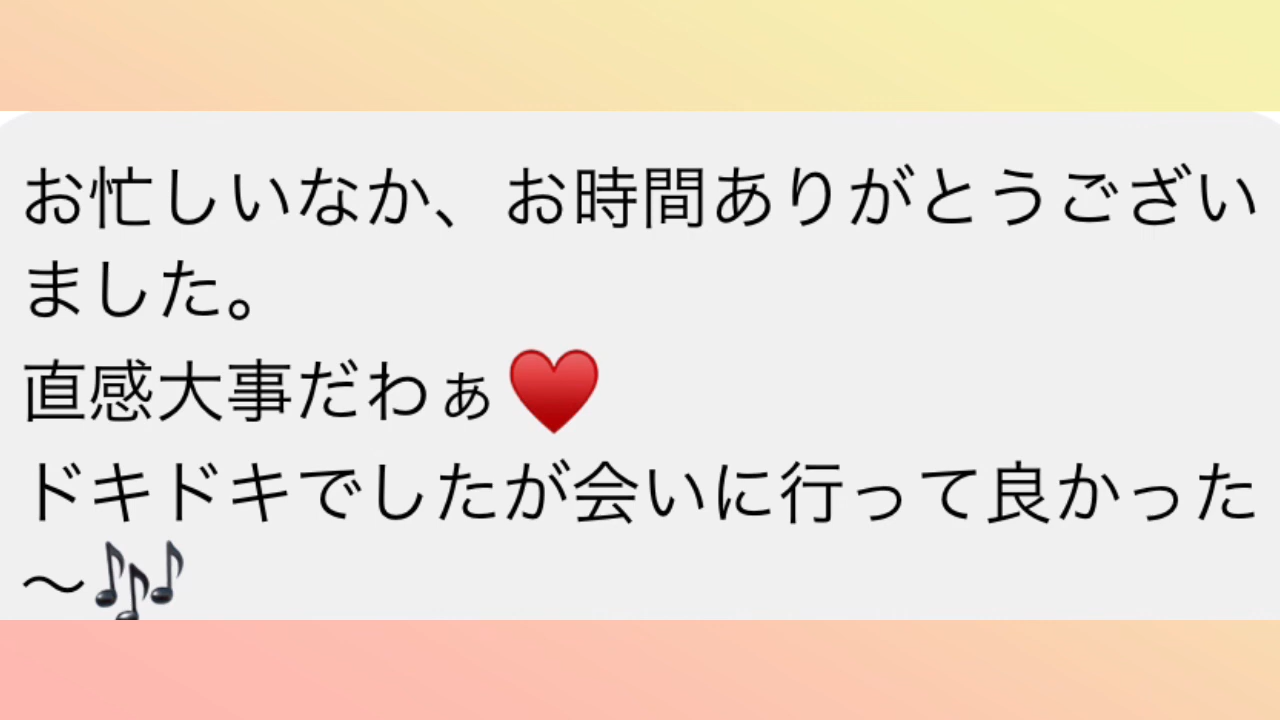 お忙しいなか、お時間ありがとうござい
ました。
直感大事だわぁ♥️
ドキドキでしたが会いに行って良かった
〜🎶